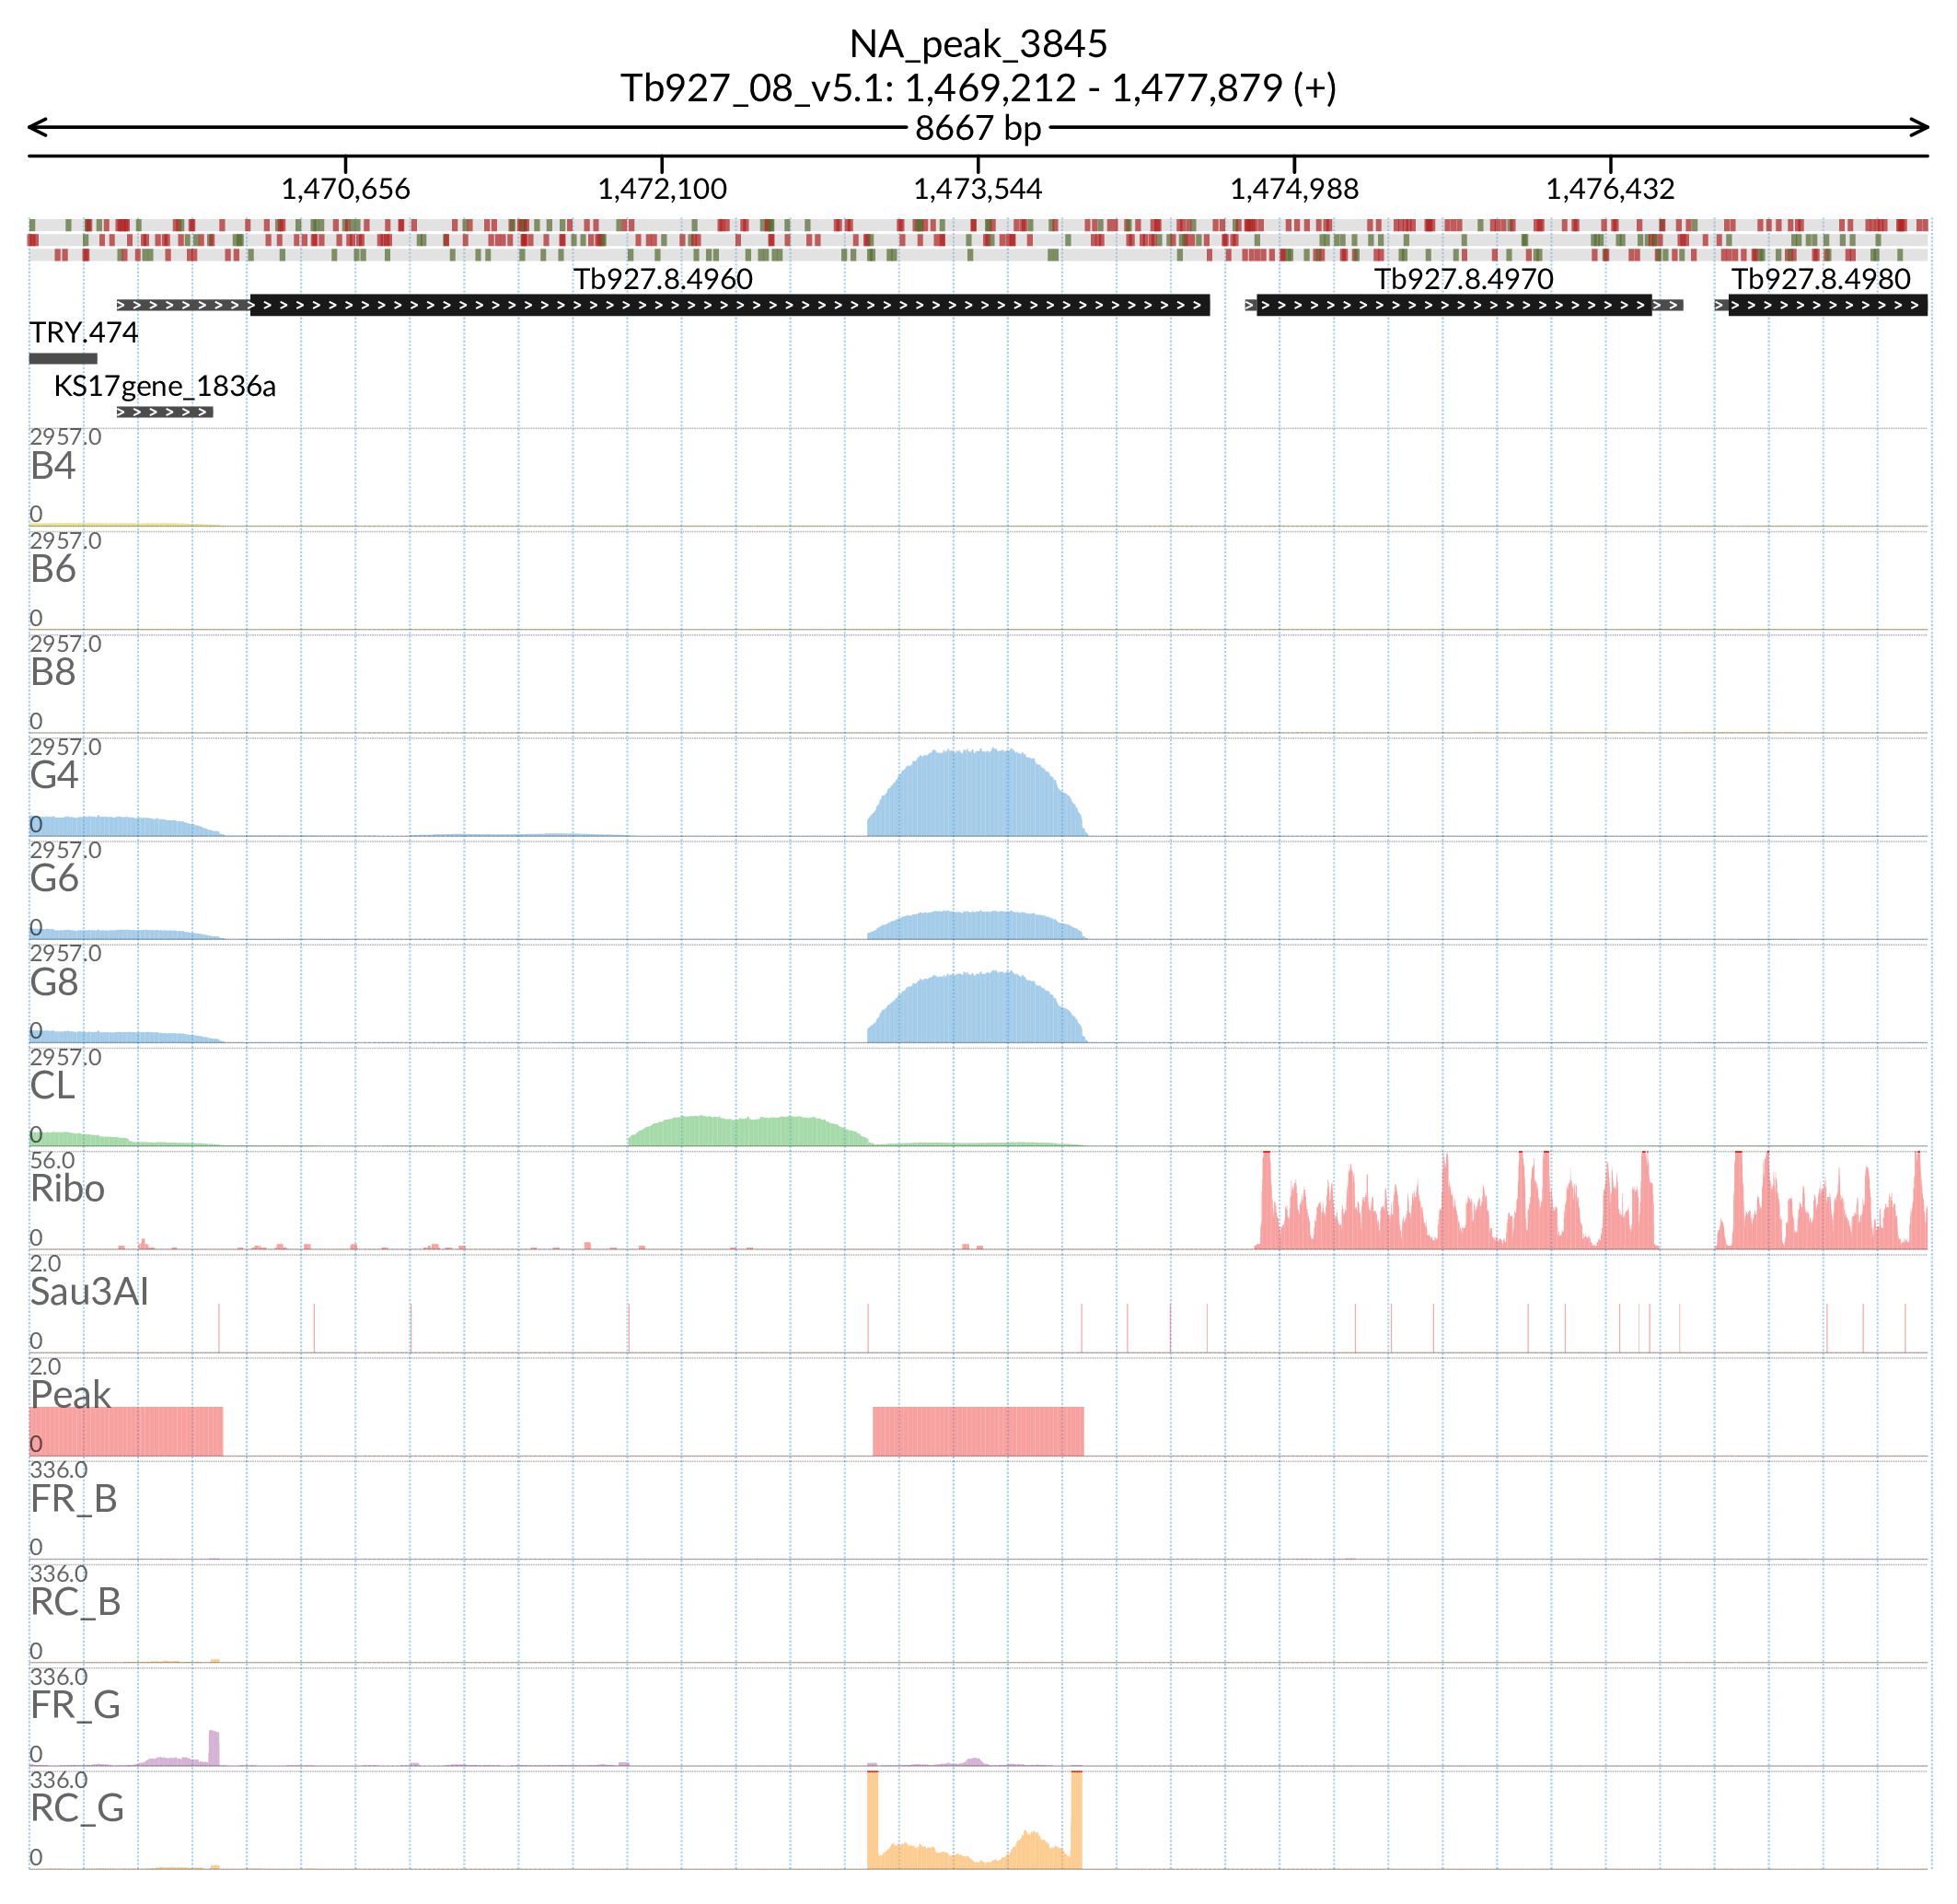 NA_peak_3845
Tb927_08_v5.1: 1,469,212 - 1,477,879 (+)
8667 bp
1,470,656 1,472,100 1,473,544 1,474,988 1,476,432
Tb927.8.4960 Tb927.8.4970 Tb927.8.4980
TRY.474
KS17gene_1836a
2957.0
B4
0
2957.0
B6
0
2957.0
B8
0
2957.0
G4
0
2957.0
G6
0
2957.0
G8
0
2957.0
CL
0
56.0
Ribo
0
2.0
Sau3AI
0
2.0
Peak
0
336.0
FR_B
0
336.0
RC_B
0
336.0
FR_G
0
336.0
RC_G
0